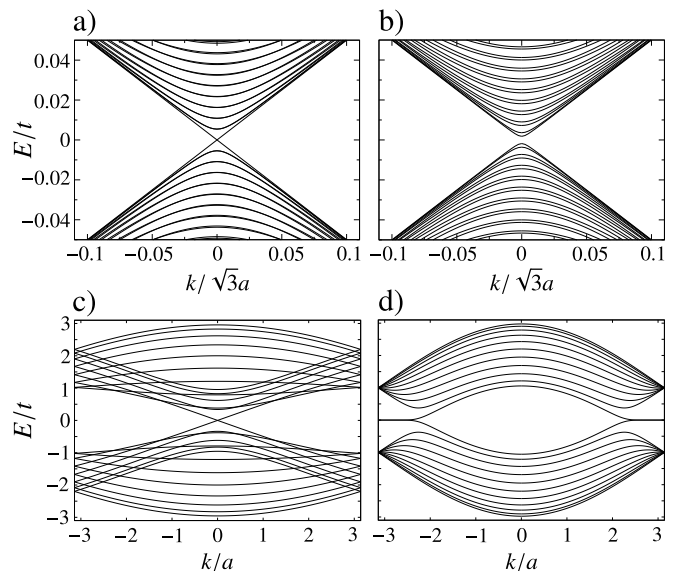 a)
b)
E/t
0.04
0.02
0
−0.02
−0.04
−0.1 −0.05 0 0.05 0.1
−0.1 −0.05 0 0.05 0.1
k/ √3a
k/ √3a
c)
d)
E/t
3
2
1
0
−1
−2
−3
−3 −2 −1 0 1 2 3
−3 −2 −1 0 1 2 3
k/a
k/a